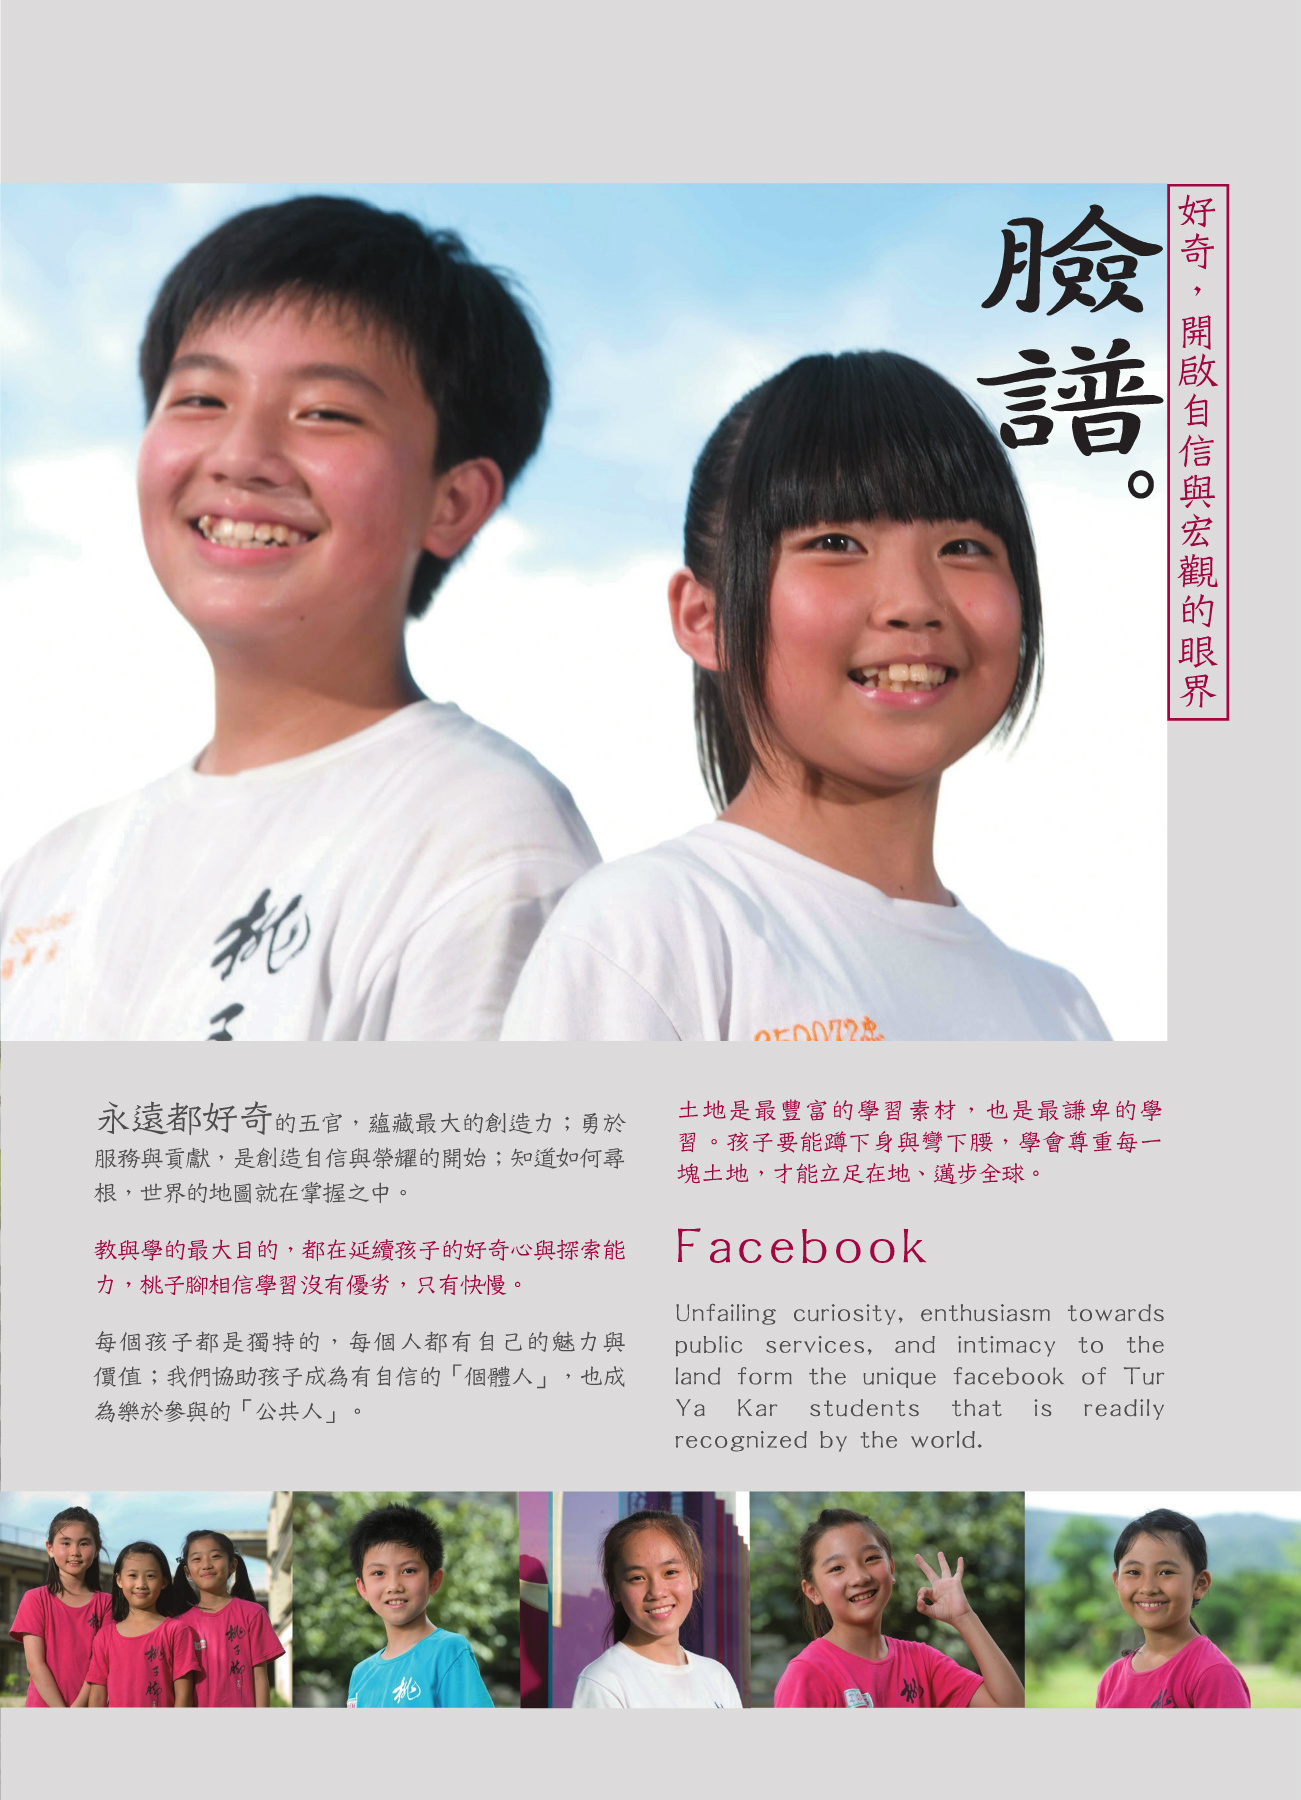 臉譜。
好奇，開啟自信與宏觀的眼界
桃子
永遠都好奇的五官，蘊藏最大的創造力；勇於
服務與貢獻，是創造自信與榮耀的開始；知道如何尋
根，世界的地圖就在掌握之中。
教與學的最大目的，都在延續孩子的好奇心與探索能
力，桃子腳相信學習沒有優劣，只有快慢。
每個孩子都是獨特的，每個人都有自己的魅力與
價值；我們協助孩子成為有自信的「個體人」，也成
為樂於參與的「公共人」。
土地是最豐富的學習素材，也是最謙卑的學
習。孩子要能蹲下身與彎下腰，學會尊重每一
塊土地，才能立足在地、邁步全球。
Facebook
Unfailing curiosity, enthusiasm towards
public services, and intimacy to the
land form the unique facebook of Tur
Ya Kar students that is readily
recognized by the world.
桃子腳
桃子腳
桃
桃